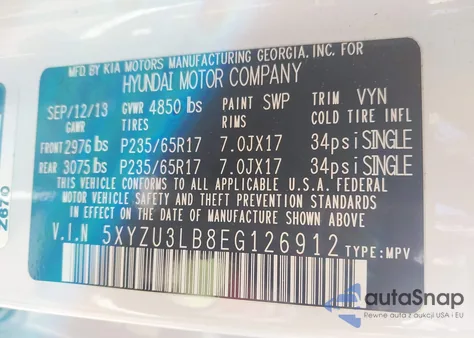 MFD BY KIA MOTORS MANUFACTURING GEORGIA, INC. FOR
HYUNDAI MOTOR COMPANY
SEP/12/13 GVWR 4850 lbs PAINT SWP TRIM VYN
GAWR TIRES RIMS COLD TIRE INFL
FRONT 2976 lbs P235/65R17 7.0JX17 34psi SINGLE
REAR 3075 lbs P235/65R17 7.0JX17 34psi SINGLE
THIS VEHICLE CONFORMS TO ALL APPLICABLE U.S.A. FEDERAL
MOTOR VEHICLE SAFETY AND THEFT PREVENTION STANDARDS
IN EFFECT ON THE DATE OF MANUFACTURE SHOWN ABOVE.
V.I.N 5XYZU3LB8EG126912 TYPE: MPV
2870
autaSnap
Pewne auta z aukcji USA i EU